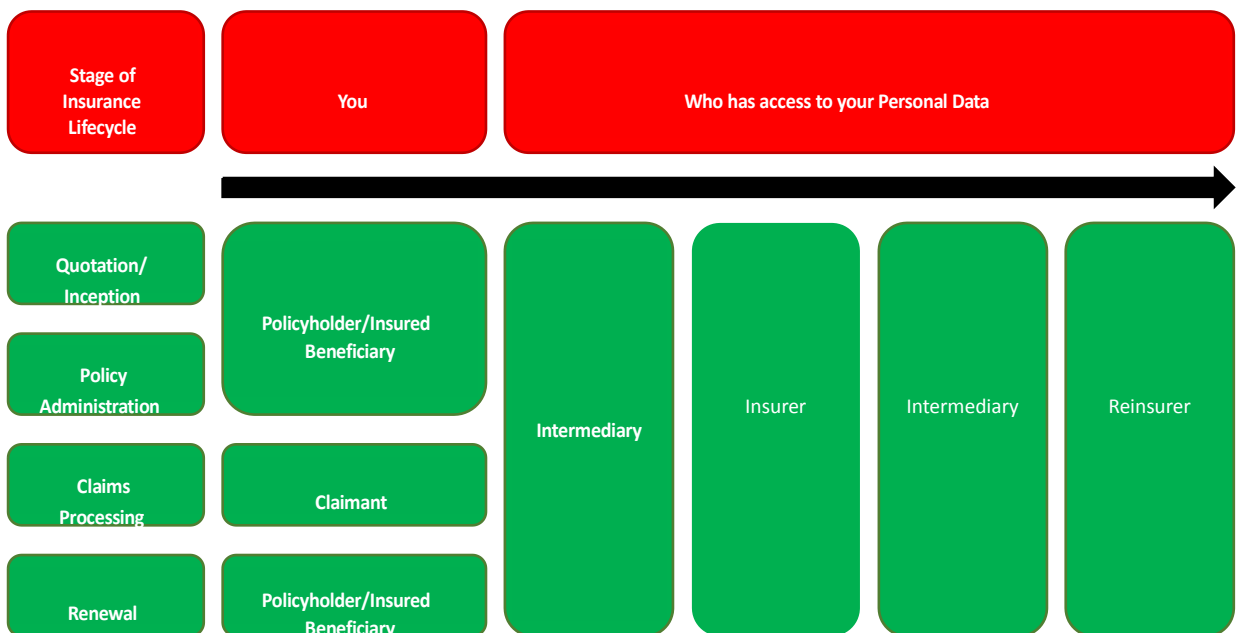 Stage of
Insurance
Lifecycle
You
Who has access to your Personal Data
Quotation/
Inception
Policyholder/Insured
Beneficiary
Policy
Administration
Claims
Processing
Claimant
Renewal
Policyholder/Insured
Beneficiary
Intermediary
Insurer
Intermediary
Reinsurer